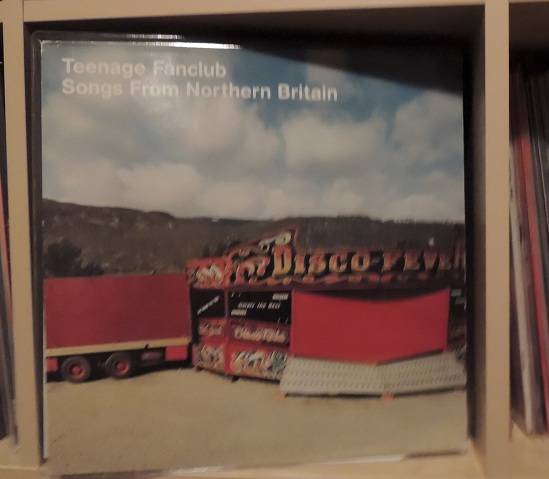 Teenage Fanclub
Songs From Northern Britain
DISCO FEVER